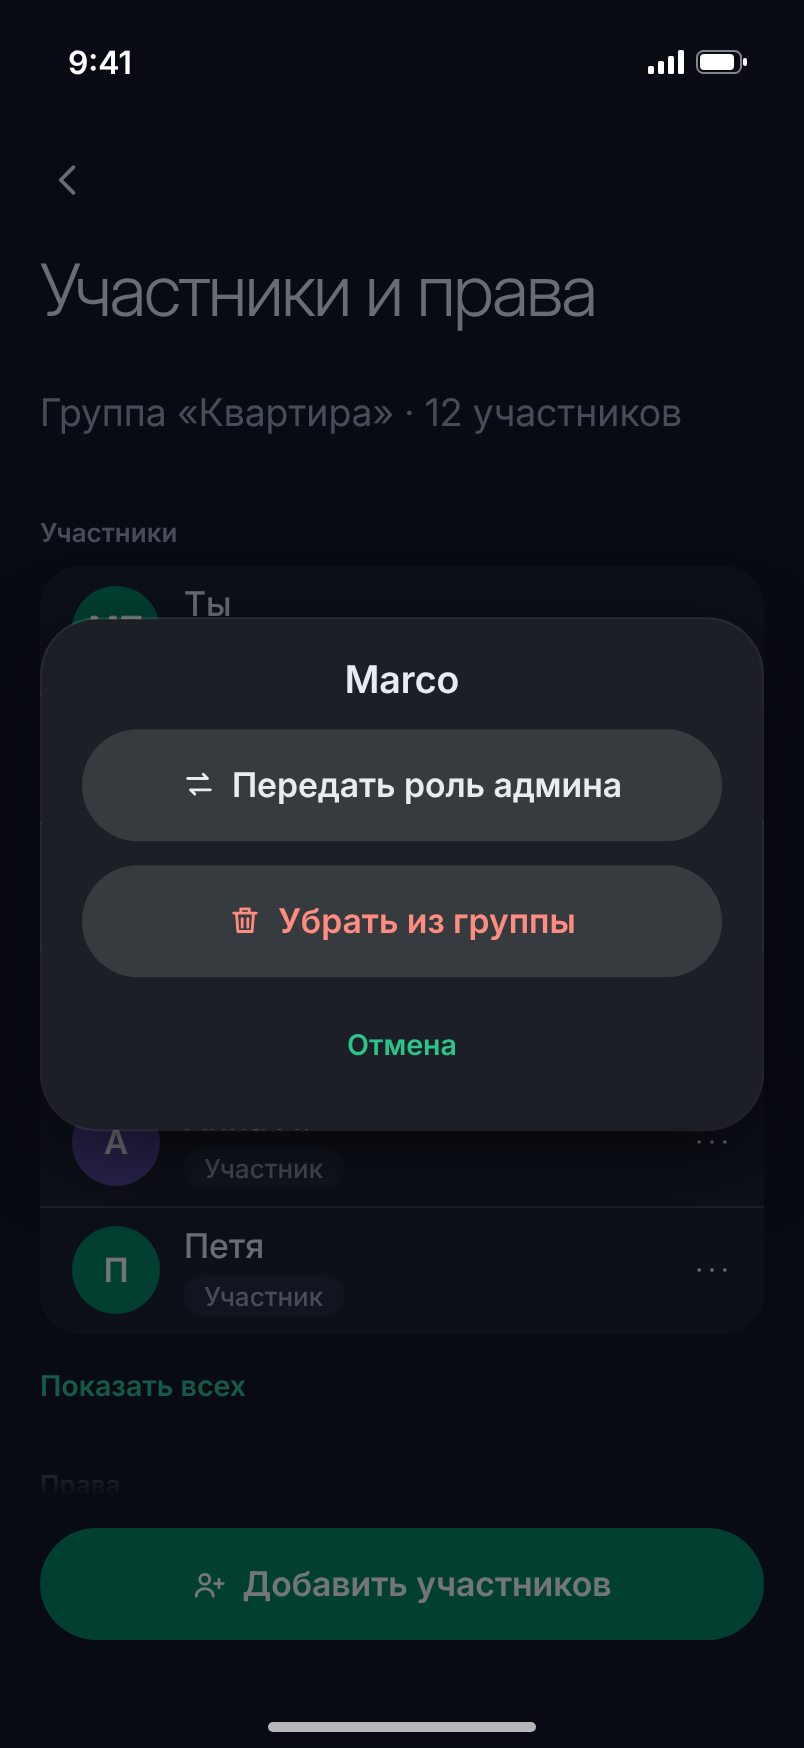 9:41
Участники и права
Группа «Квартира» · 12 участников
Участники
Ты
Marco
Передать роль админа
Убрать из группы
Отмена
А
Участник
П
Петя
Участник
Показать всех
Права
Добавить участников